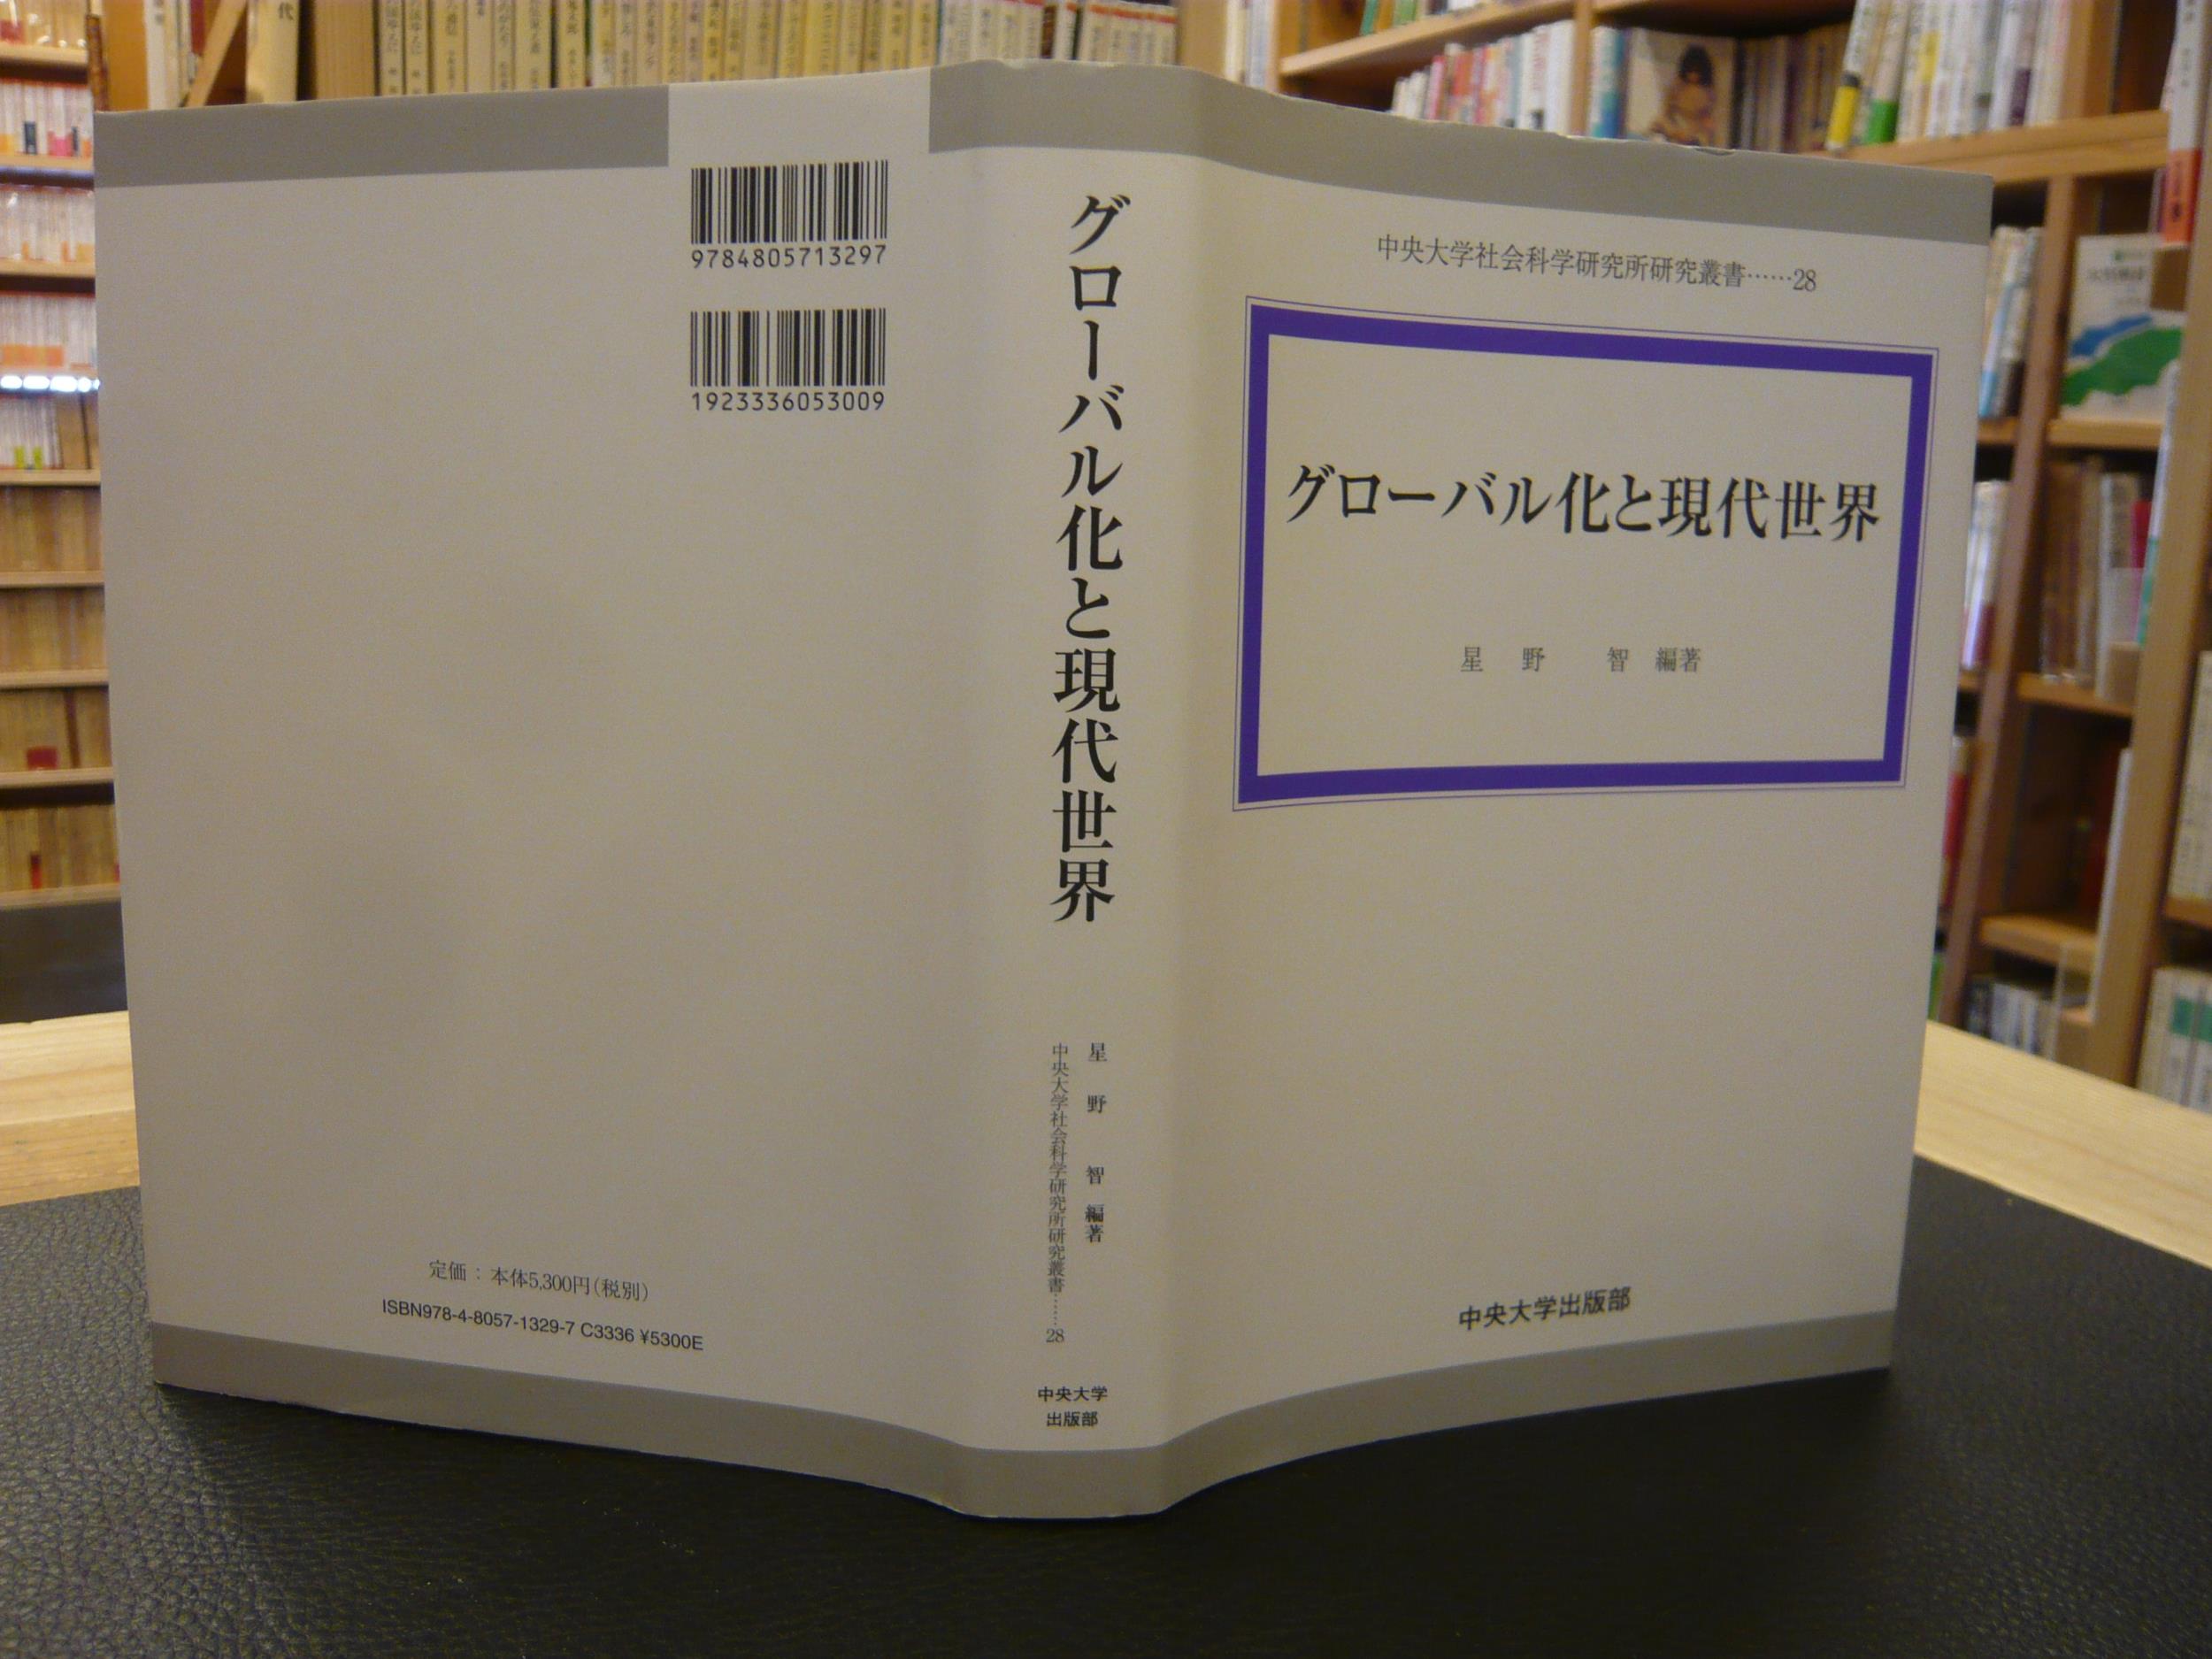 中央大学社会科学研究所研究叢書……28
グローバル化と現代世界
星野 智 編著
中央大学出版部
グローバル化と現代世界
星野 智 編著
中央大学社会科学研究所研究叢書……28
中央大学
出版部
9784805713297
1923336053009
定価：本体5,300円(税別)
ISBN978-4-8057-1329-7 C3336 ¥5300E